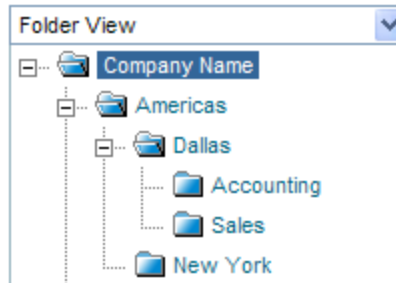 Folder View
Company Name
Americas
Dallas
Accounting
Sales
New York